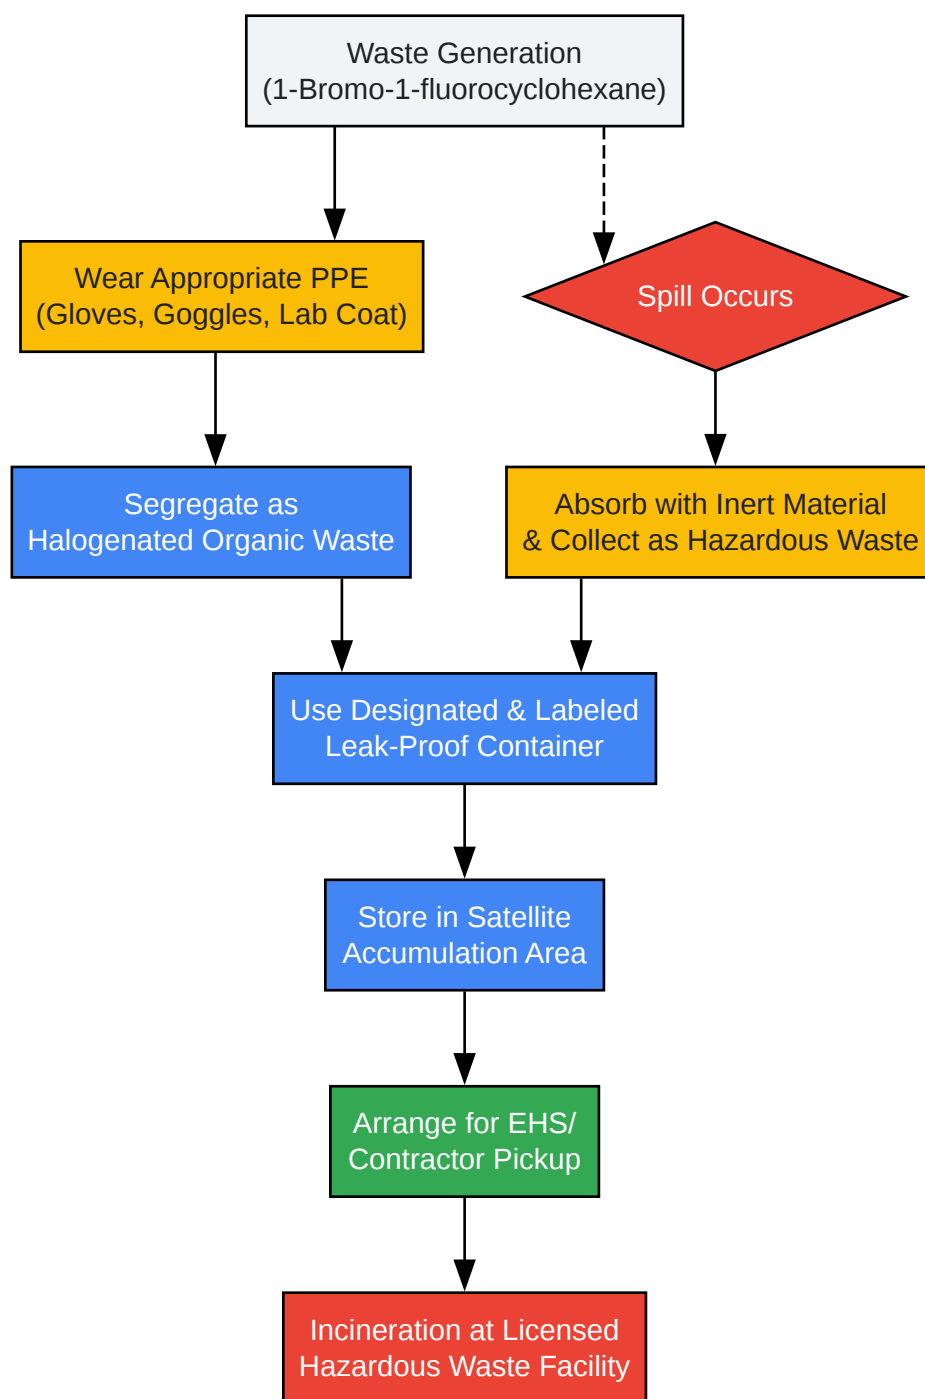 Waste Generation
(1-Bromo-1-fluorocyclohexane)
Wear Appropriate PPE
(Gloves, Goggles, Lab Coat)
Spill Occurs
Segregate as
Halogenated Organic Waste
Absorb with Inert Material
& Collect as Hazardous Waste
Use Designated & Labeled
Leak-Proof Container
Store in Satellite
Accumulation Area
Arrange for EHS/
Contractor Pickup
Incineration at Licensed
Hazardous Waste Facility